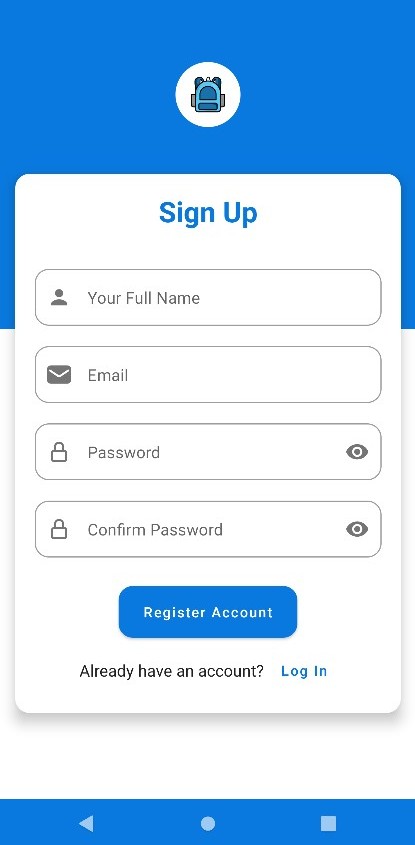 Sign Up
Your Full Name
Email
Password
Confirm Password
Register Account
Already have an account? Log In